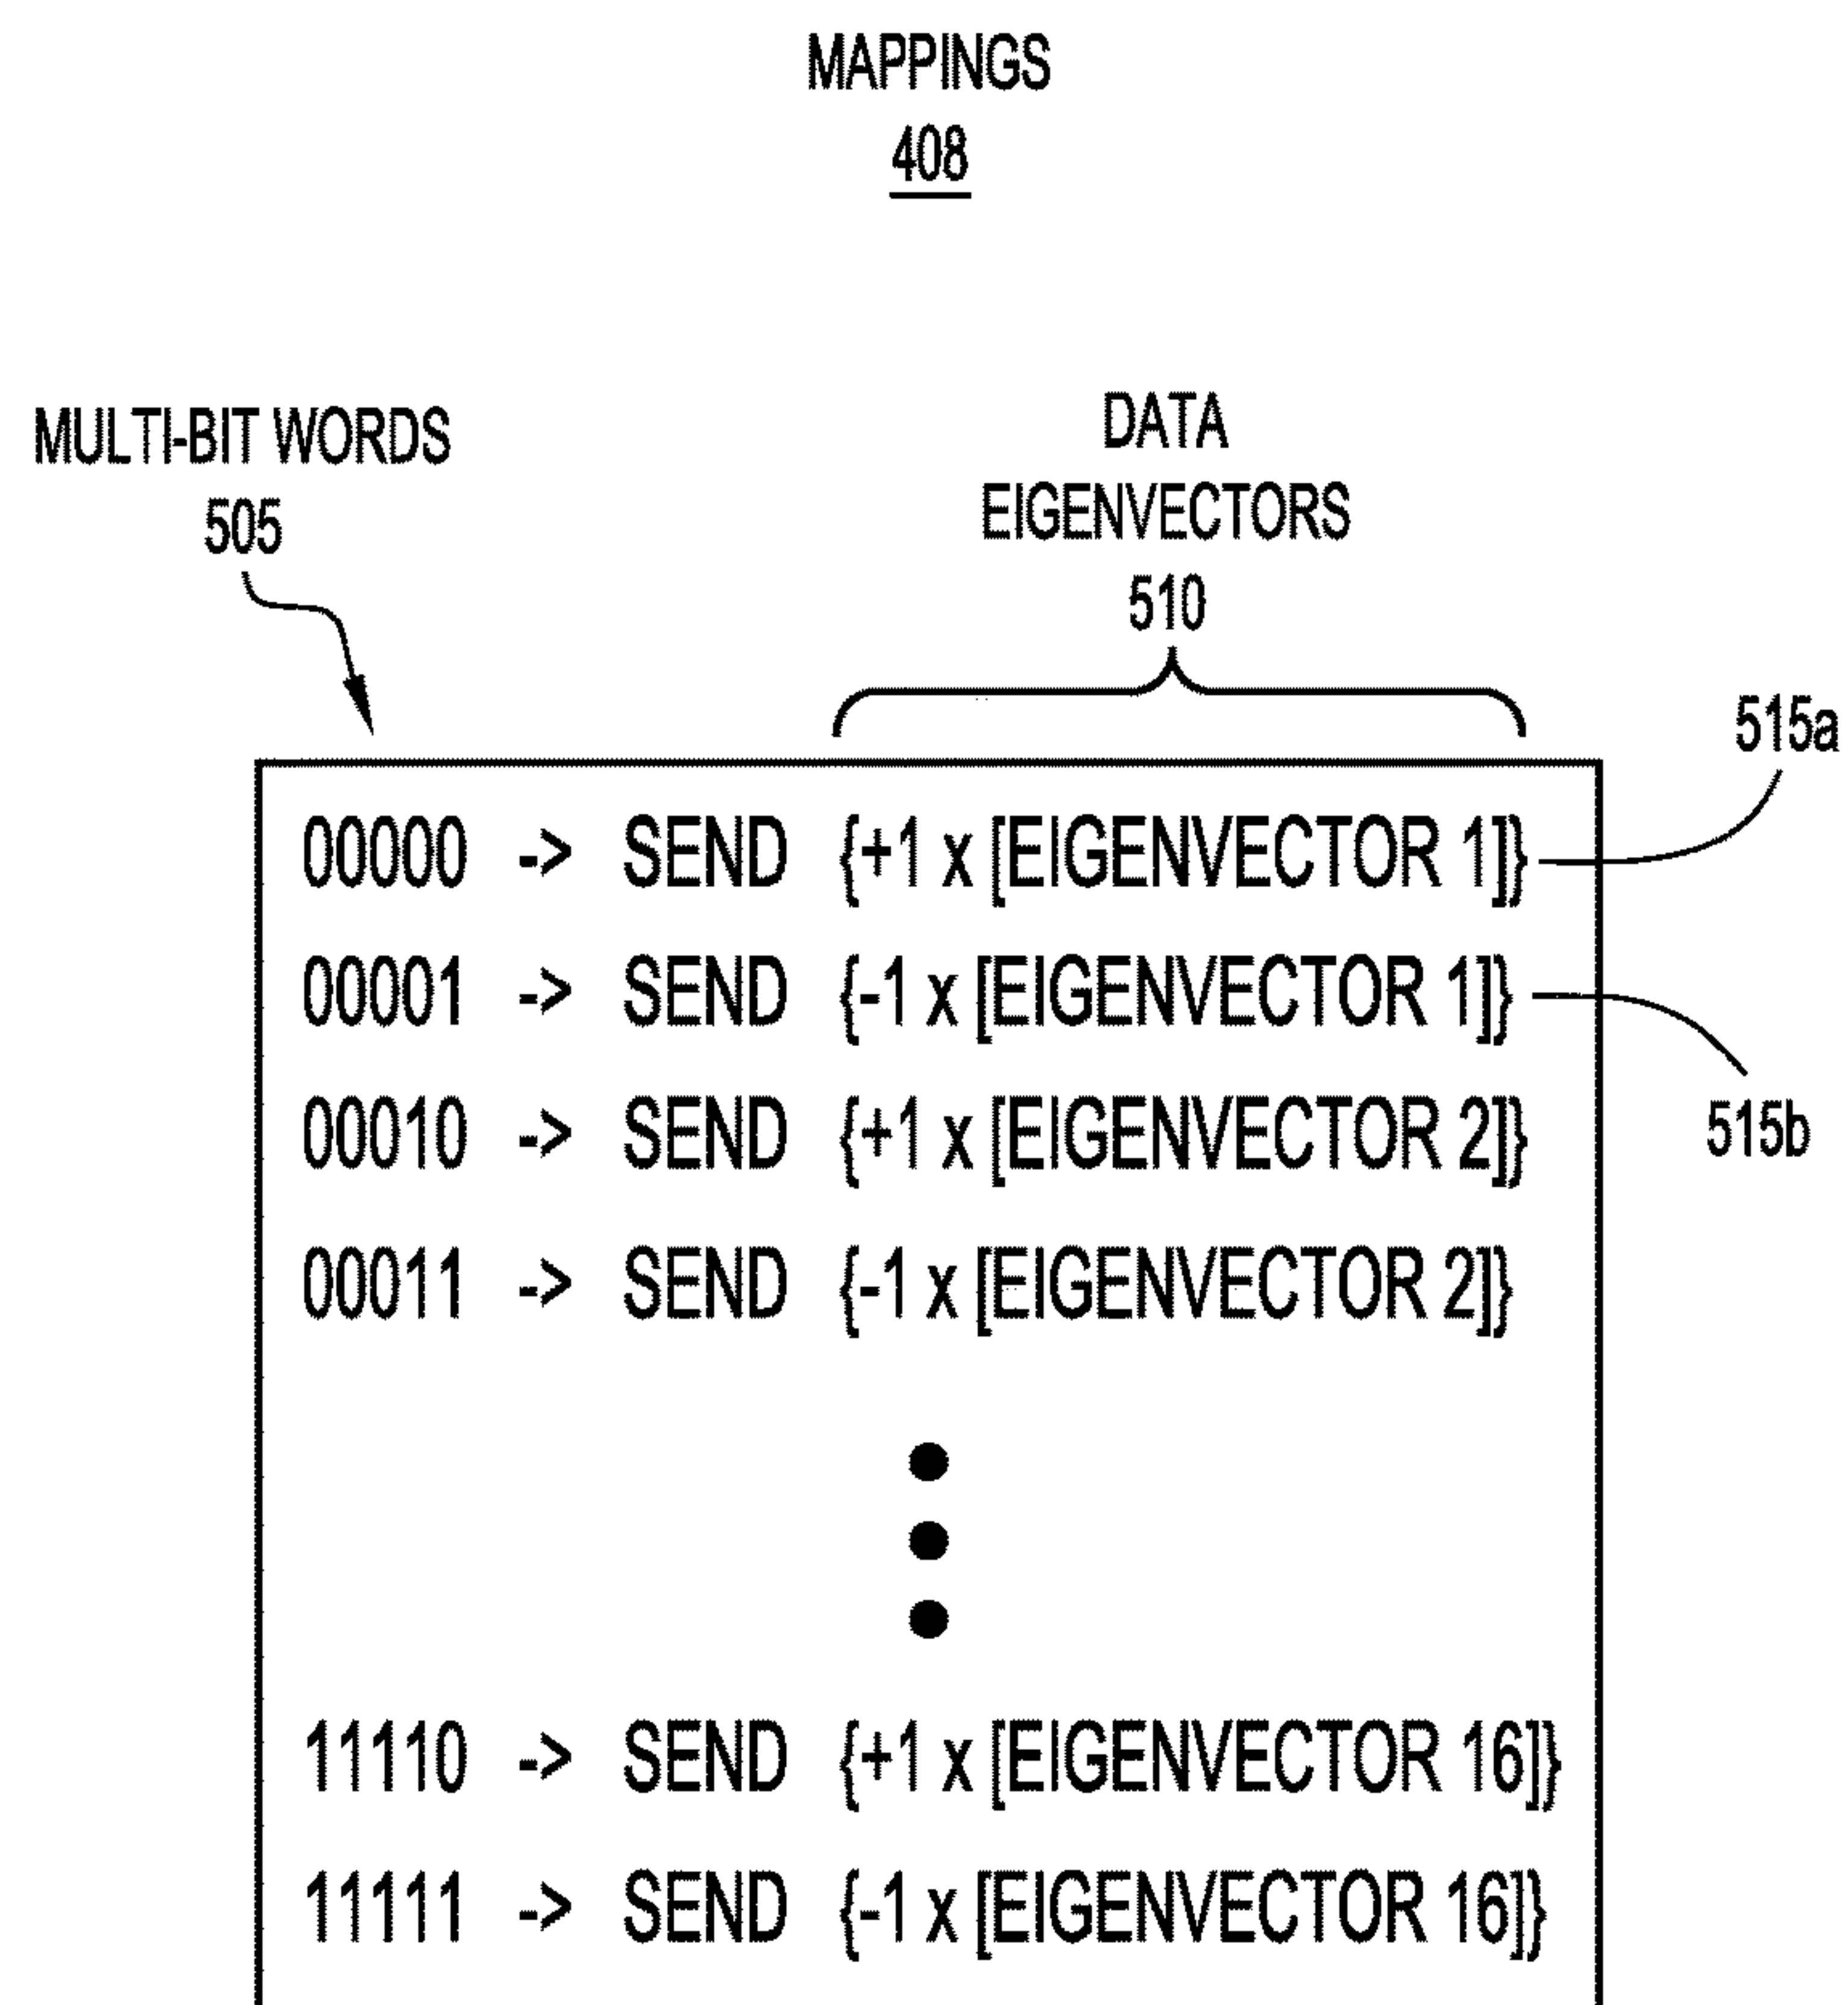 MAPPINGS
408
MULTI-BIT WORDS
505
DATA
EIGENVECTORS
510
515a
00000 -> SEND {+1 x [EIGENVECTOR 1]}
00001 -> SEND {-1 x [EIGENVECTOR 1]}
515b
00010 -> SEND {+1 x [EIGENVECTOR 2]}
00011 -> SEND {-1 x [EIGENVECTOR 2]}
11110 -> SEND {+1 x [EIGENVECTOR 16]}
11111 -> SEND {-1 x [EIGENVECTOR 16]}